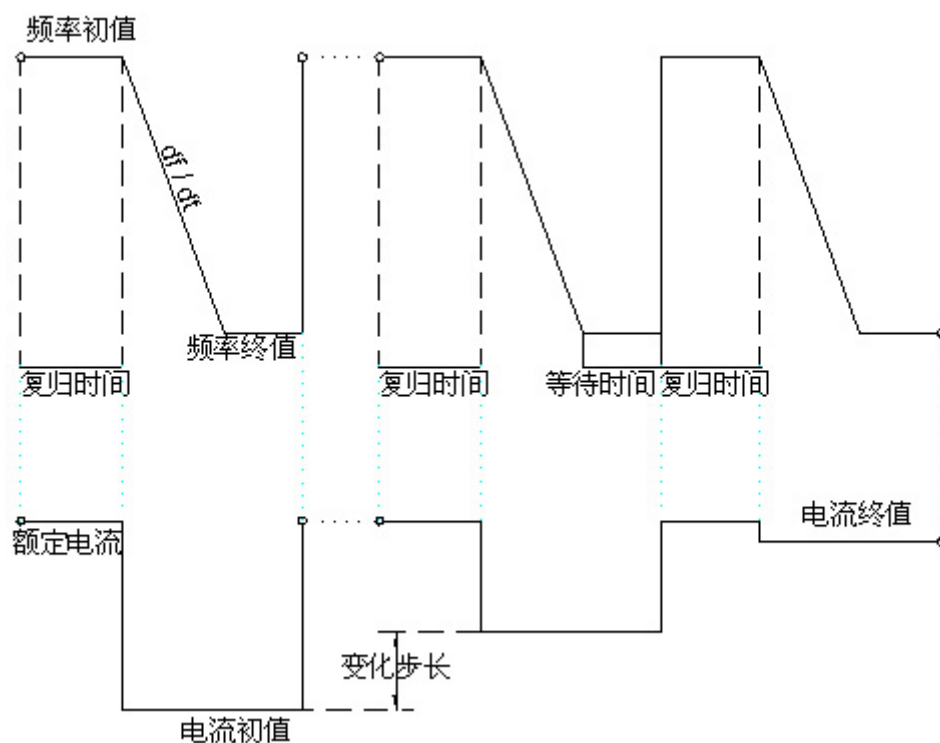 频率初值
df / dt
频率终值
复归时间
复归时间
等待时间
复归时间
额定电流
电流终值
变化步长
电流初值